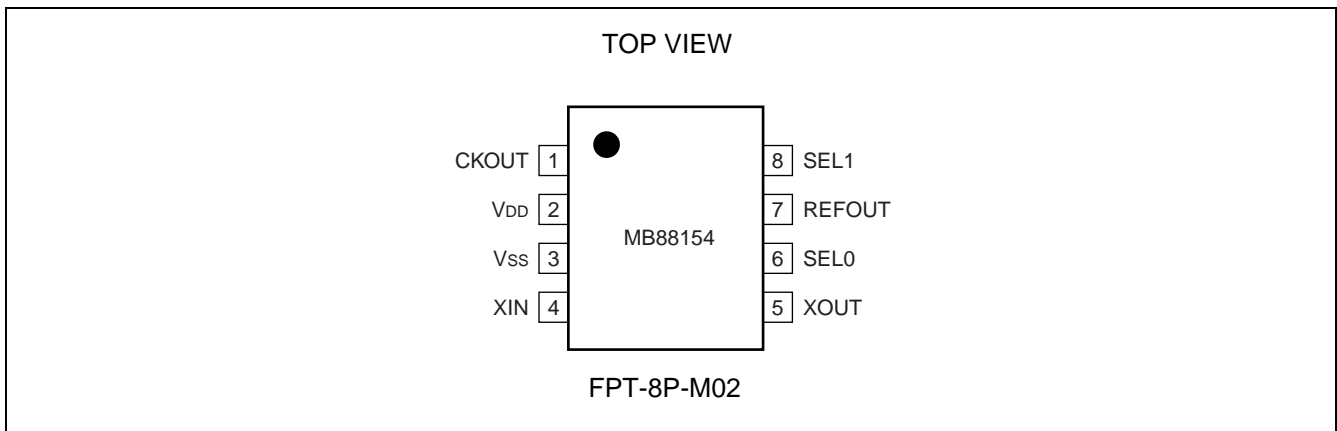 TOP VIEW
CKOUT 1 8 SEL1
VDD 2 7 REFOUT
MB88154
VSS 3 6 SEL0
XIN 4 5 XOUT
FPT-8P-M02